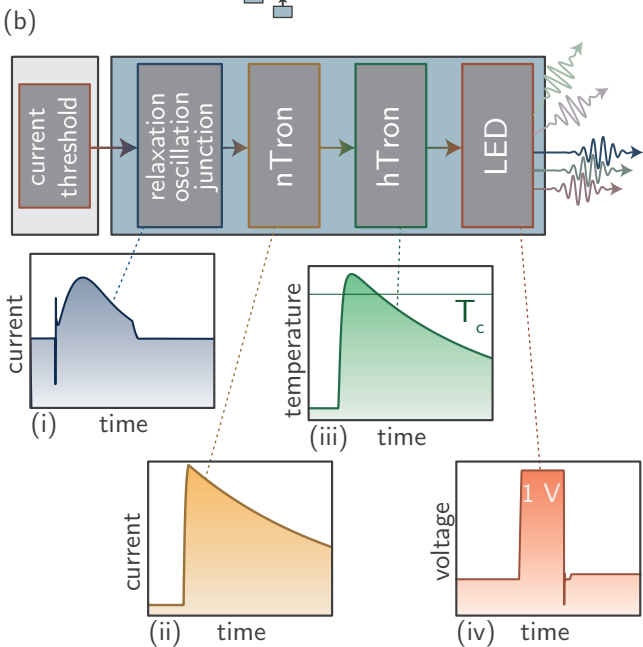 (b)
current
threshold
relaxation
oscillation
junction
nTron
hTron
LED
current
(i)
time
temperature
T_c
(iii)
time
current
(ii)
time
voltage
1 V
(iv)
time